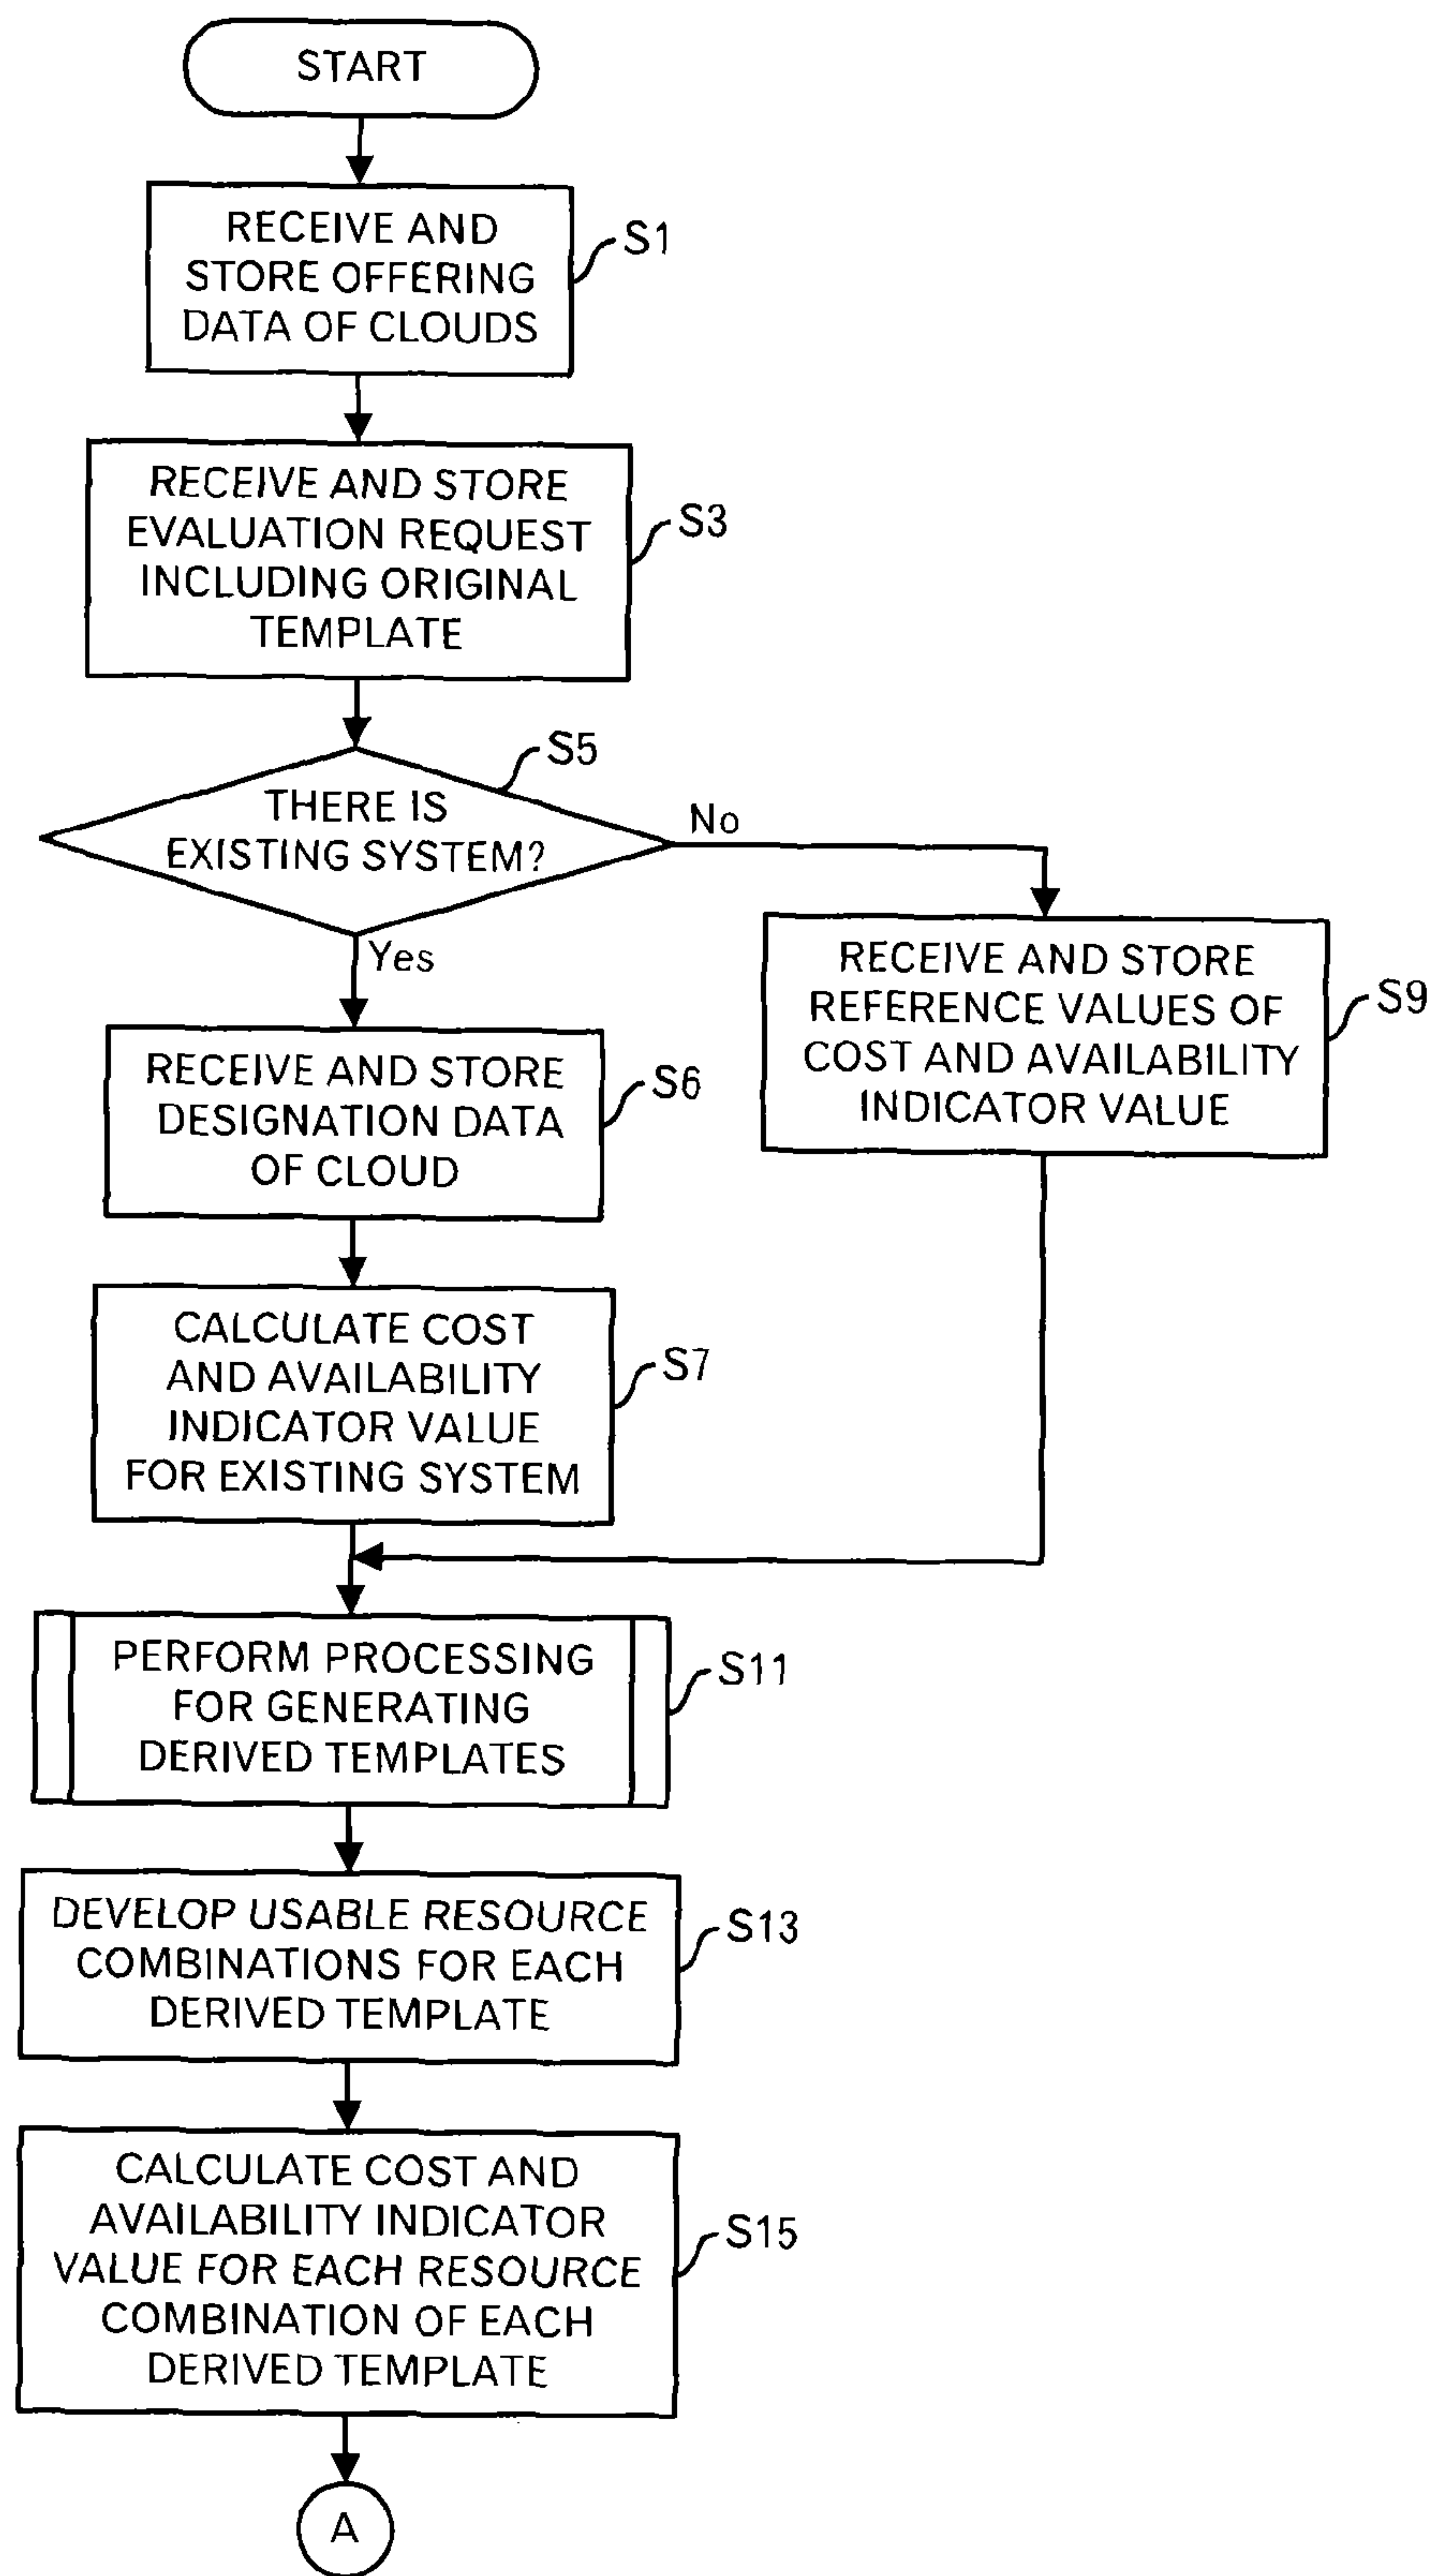 START
RECEIVE AND
STORE OFFERING
DATA OF CLOUDS
S1
RECEIVE AND STORE
EVALUATION REQUEST
INCLUDING ORIGINAL
TEMPLATE
S3
S5
THERE IS
EXISTING SYSTEM?
No
Yes
RECEIVE AND STORE
DESIGNATION DATA
OF CLOUD
S6
RECEIVE AND STORE
REFERENCE VALUES OF
COST AND AVAILABILITY
INDICATOR VALUE
S9
CALCULATE COST
AND AVAILABILITY
INDICATOR VALUE
FOR EXISTING SYSTEM
S7
PERFORM PROCESSING
FOR GENERATING
DERIVED TEMPLATES
S11
DEVELOP USABLE RESOURCE
COMBINATIONS FOR EACH
DERIVED TEMPLATE
S13
CALCULATE COST AND
AVAILABILITY INDICATOR
VALUE FOR EACH RESOURCE
COMBINATION OF EACH
DERIVED TEMPLATE
S15
A